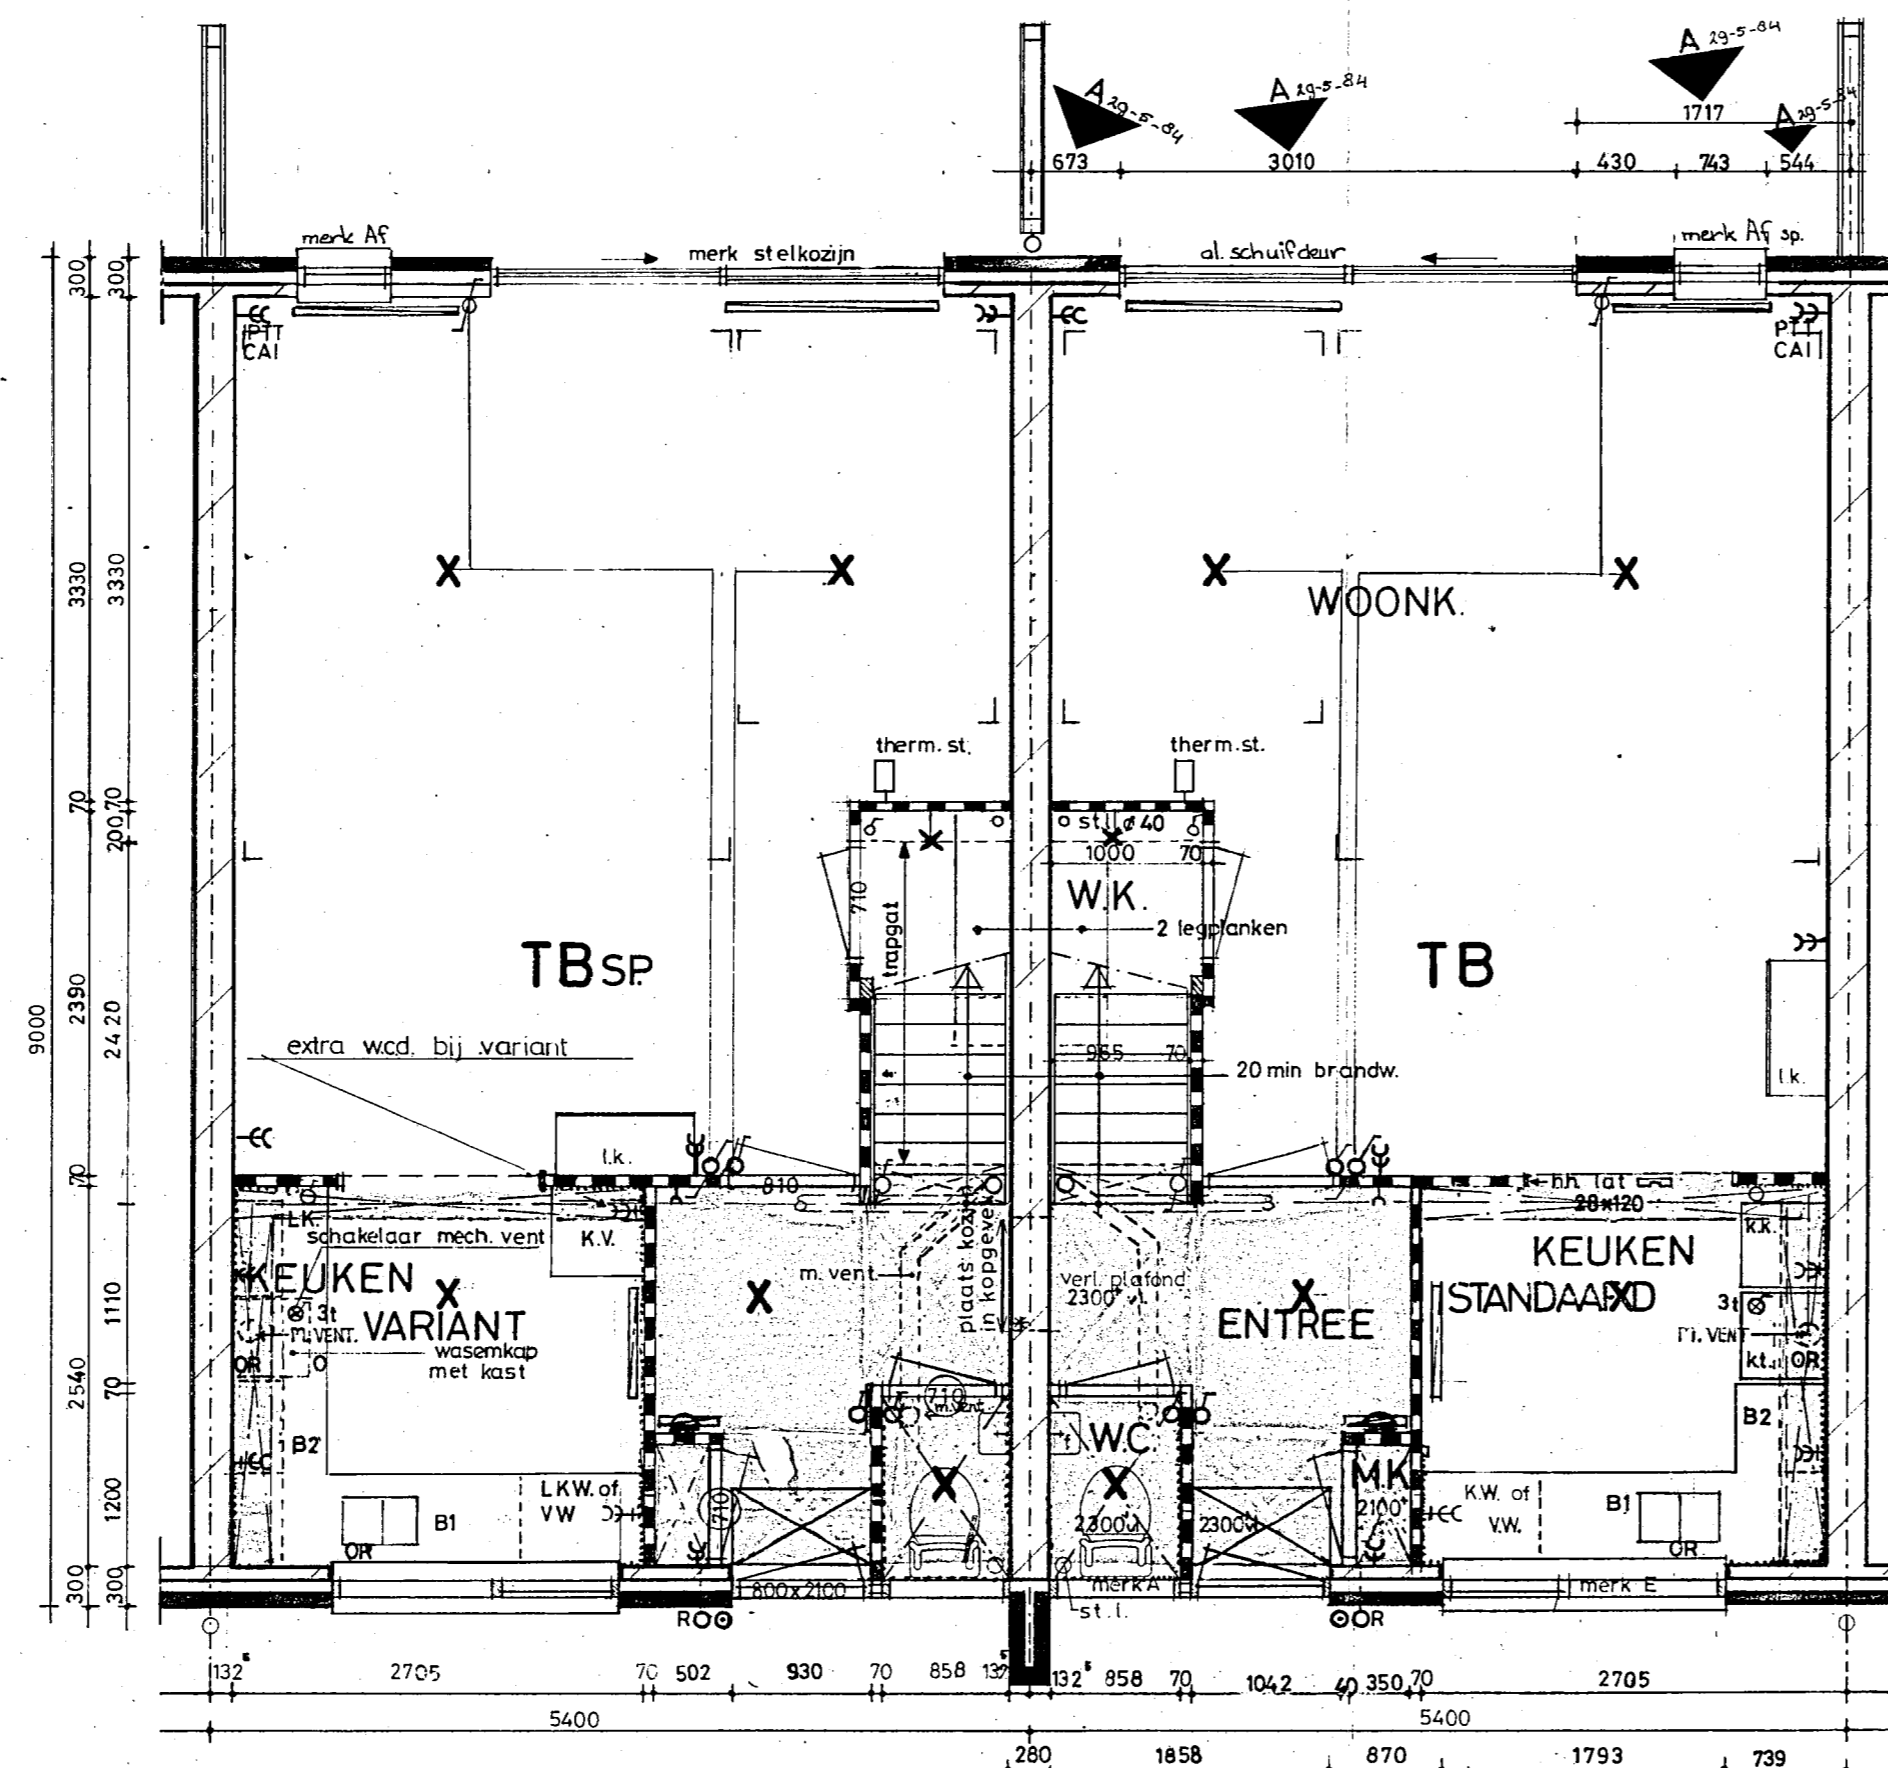 A 29-5-84
A 29-5-84
A 29-5-84
A 29-5-84
1717
673 3010 430 743 544
merk Af
merk stelkozijn
al. schuifdeur
merk Af sp.
300 300
PTT
CAI
PTT
CAI
3330 3330
WOONK.
therm. st.
therm. st.
70 70
200
st. l. ø 40
1000 70
710
trapgat
W.K.
2 legplanken
TB SP.
TB
9000
2390
2420
extra w.c.d. bij variant
965 70
20 min brandw.
l.k.
l.k.
70
810
hh lat
28x120
L.K.
schakelaar mech. vent
K.V.
k.k.
KEUKEN
VARIANT
m. vent.
plaats kozijn
in kopgevel
verl. plafond
2300+
ENTREE
KEUKEN
STANDAARD
1110
3t
M. VENT.
wasemkap
met kast
OR
O
3t
M. VENT
kt. OR
2540
70
710
m. vent
W.C.
B2
B2
MK
2100+
1200
L.KW. of
VW
B1
OR
710
2300+
2300+
K.W. of
V.W.
B1
OR
300 300
800x2100
merk A
merk E
st. l.
R
R
132⁵ 2705 70 502 930 70 858 132⁵ 132⁵ 858 70 1042 40 350 70 2705
5400 5400
280 1858 870 1793 739